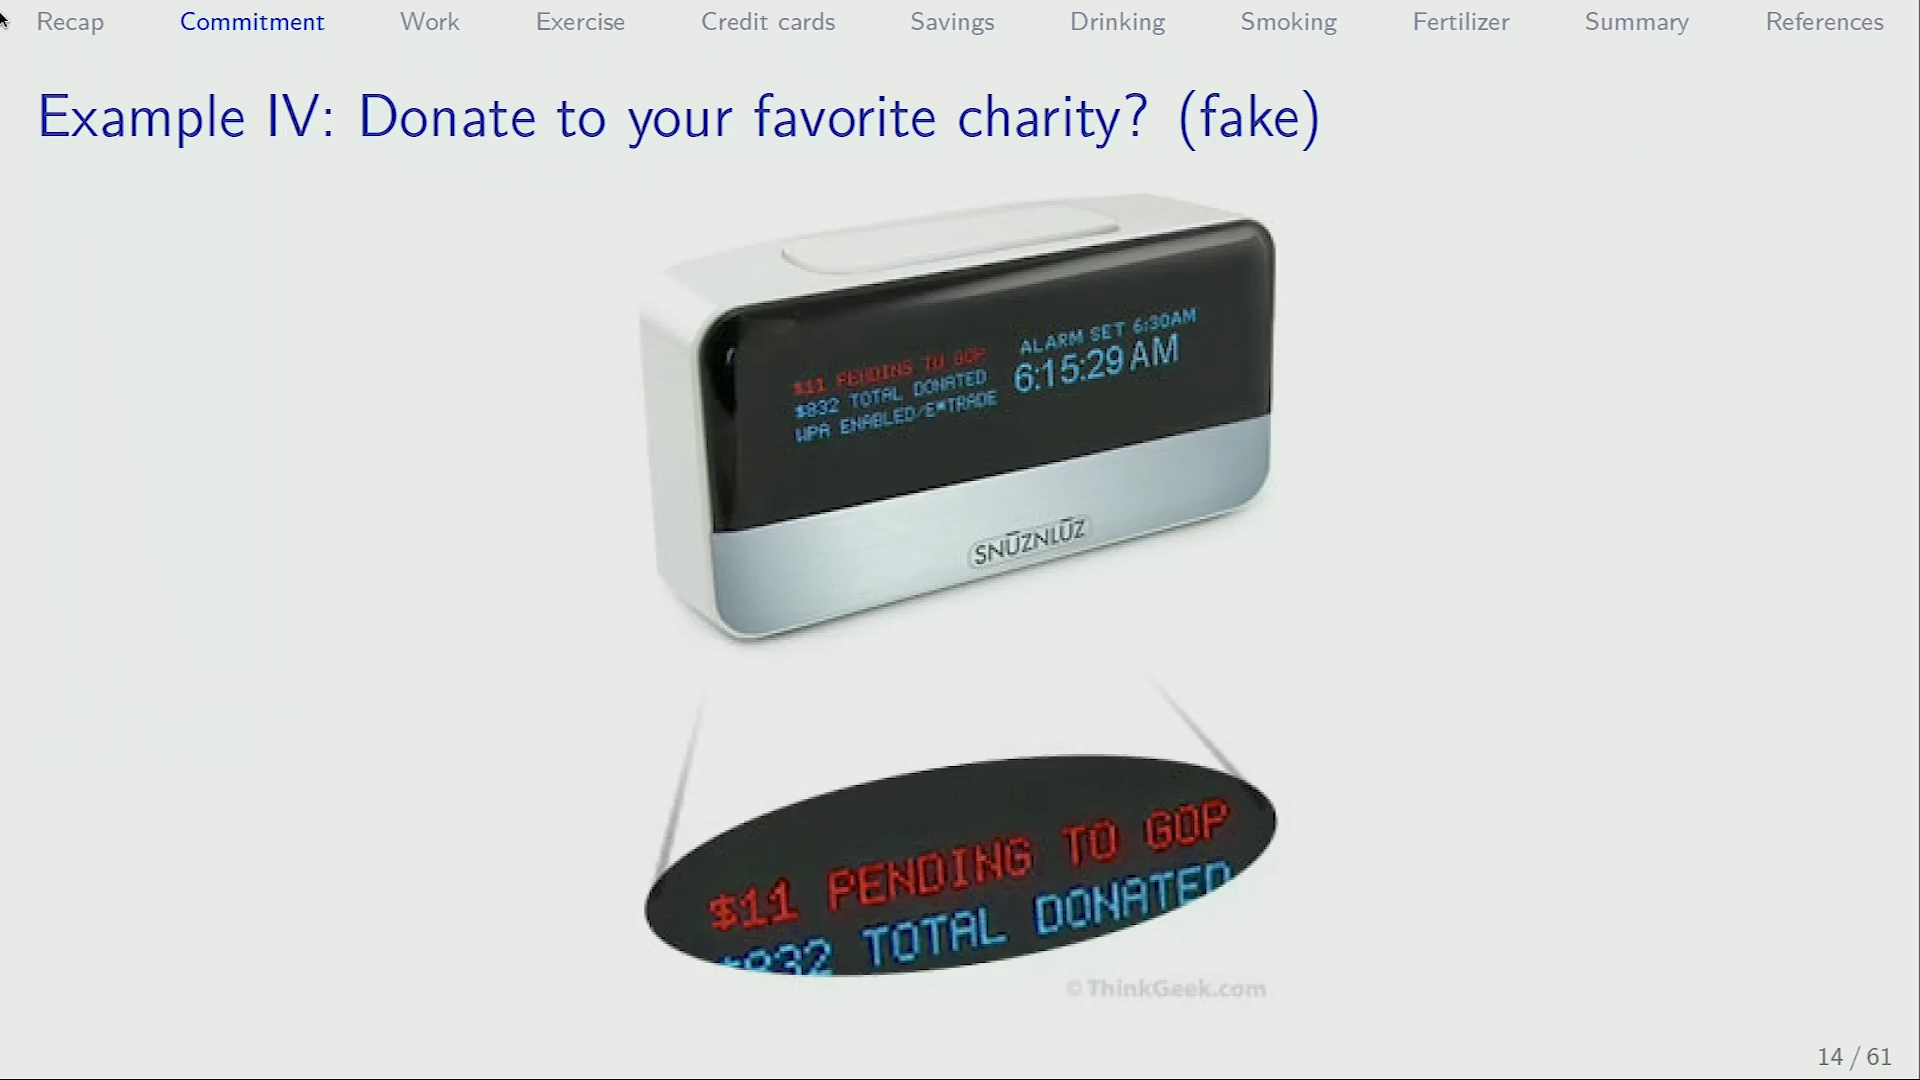 Recap Commitment Work Exercise Credit cards Savings Drinking Smoking Fertilizer Summary References
Example IV: Donate to your favorite charity? (fake)
ALARM SET 6:30AM
6:15:29 AM
$11 PENDING TO GOP
$832 TOTAL DONATED
WPA ENABLED/E*TRADE
SNŪZNLŪZ
$11 PENDING TO GOP
$832 TOTAL DONATED
©ThinkGeek.com
14 / 61